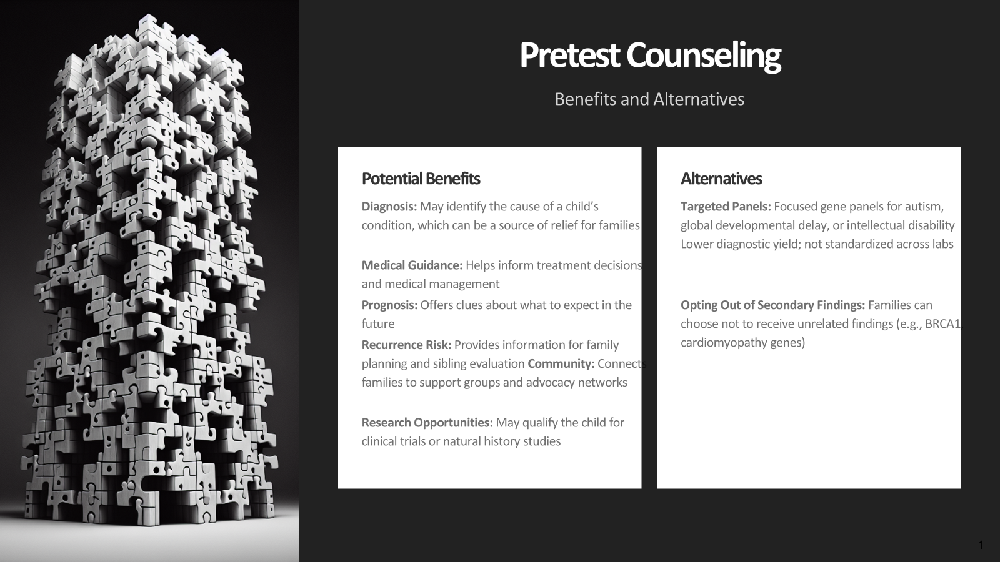 Pretest Counseling
Benefits and Alternatives
Potential Benefits
Diagnosis: May identify the cause of a child’s
condition, which can be a source of relief for families
Medical Guidance: Helps inform treatment decisions
and medical management
Prognosis: Offers clues about what to expect in the
future
Recurrence Risk: Provides information for family
planning and sibling evaluation Community: Connects
families to support groups and advocacy networks
Research Opportunities: May qualify the child for
clinical trials or natural history studies
Alternatives
Targeted Panels: Focused gene panels for autism,
global developmental delay, or intellectual disability
Lower diagnostic yield; not standardized across labs
Opting Out of Secondary Findings: Families can
choose not to receive unrelated findings (e.g., BRCA1,
cardiomyopathy genes)
1